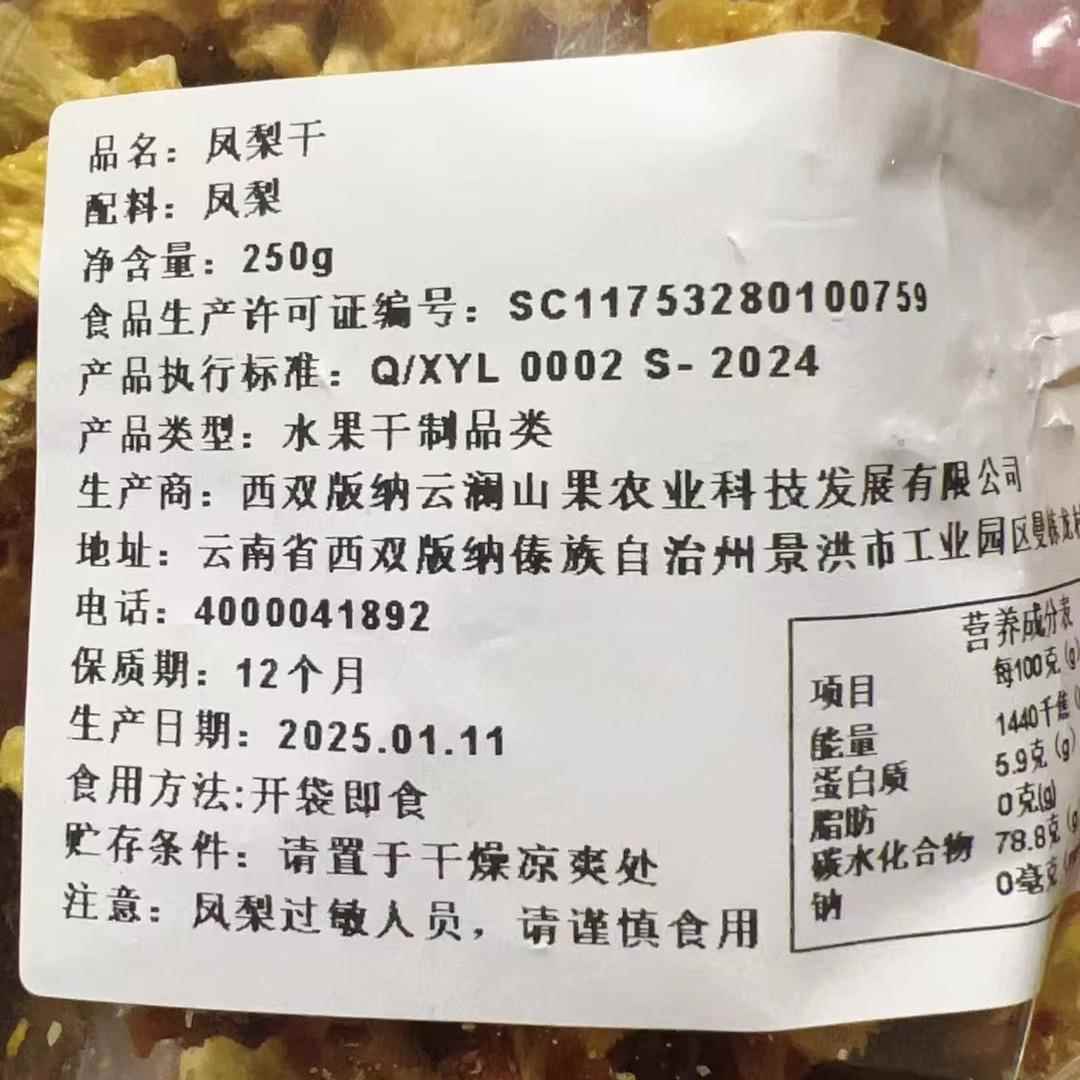 品名：凤梨干
配料：凤梨
净含量：250g
食品生产许可证编号：SC11753280100759
产品执行标准：Q/XYL 0002 S- 2024
产品类型：水果干制品类
生产商：西双版纳云澜山果农业科技发展有限公司
地址：云南省西双版纳傣族自治州景洪市工业园区曼
电话：4000041892
保质期：12个月
生产日期：2025.01.11
食用方法:开袋即食
贮存条件：请置于干燥凉爽处
注意：凤梨过敏人员，请谨慎食用
营养成分表
项目 每100克(g)
能量 1440千焦
蛋白质 5.9克(g)
脂肪 0克(g)
碳水化合物 78.8克
钠 0毫克